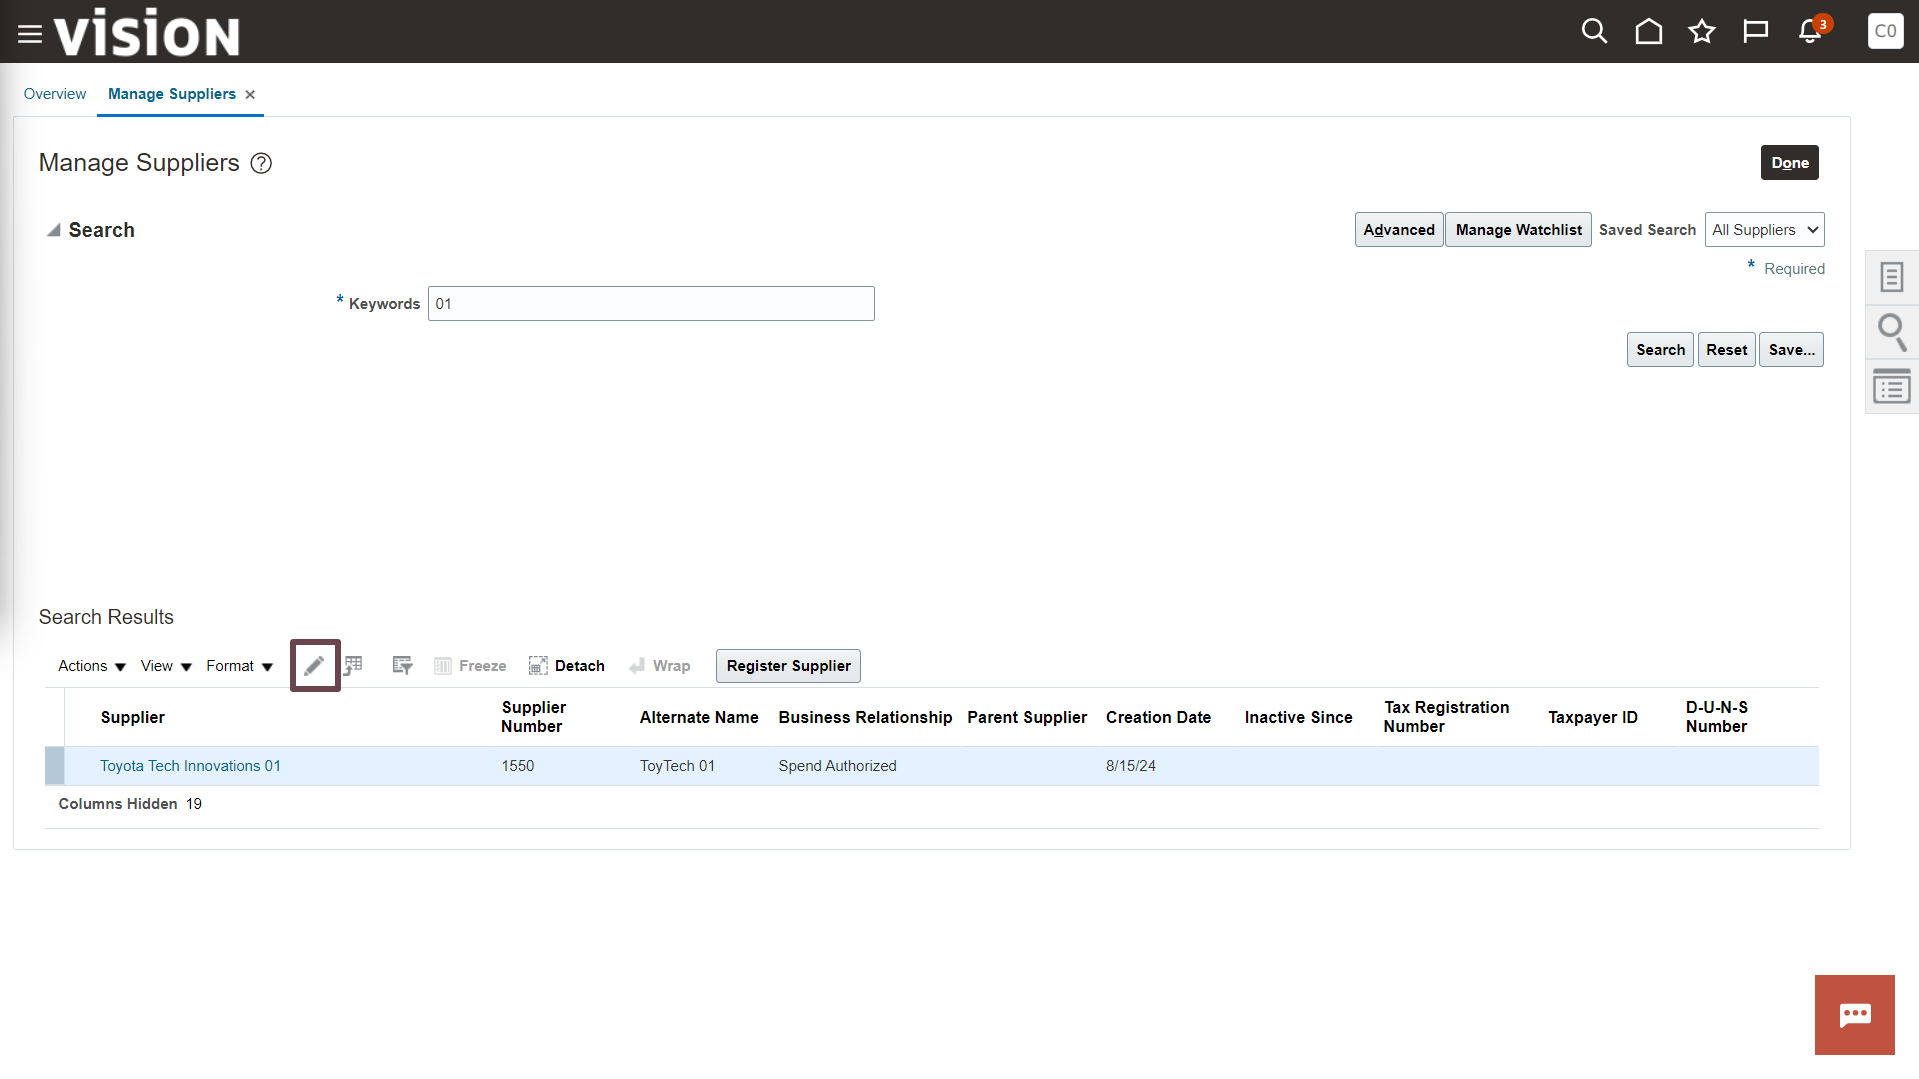 vision
3
C0
Overview
Manage Suppliers
Manage Suppliers ?
Done
Search
Advanced Manage Watchlist Saved Search All Suppliers
* Required
* Keywords 01
Search Reset Save...
Search Results
Actions View Format Freeze Detach Wrap Register Supplier
Supplier Supplier Number Alternate Name Business Relationship Parent Supplier Creation Date Inactive Since Tax Registration Number Taxpayer ID D-U-N-S Number
Toyota Tech Innovations 01 1550 ToyTech 01 Spend Authorized 8/15/24
Columns Hidden 19